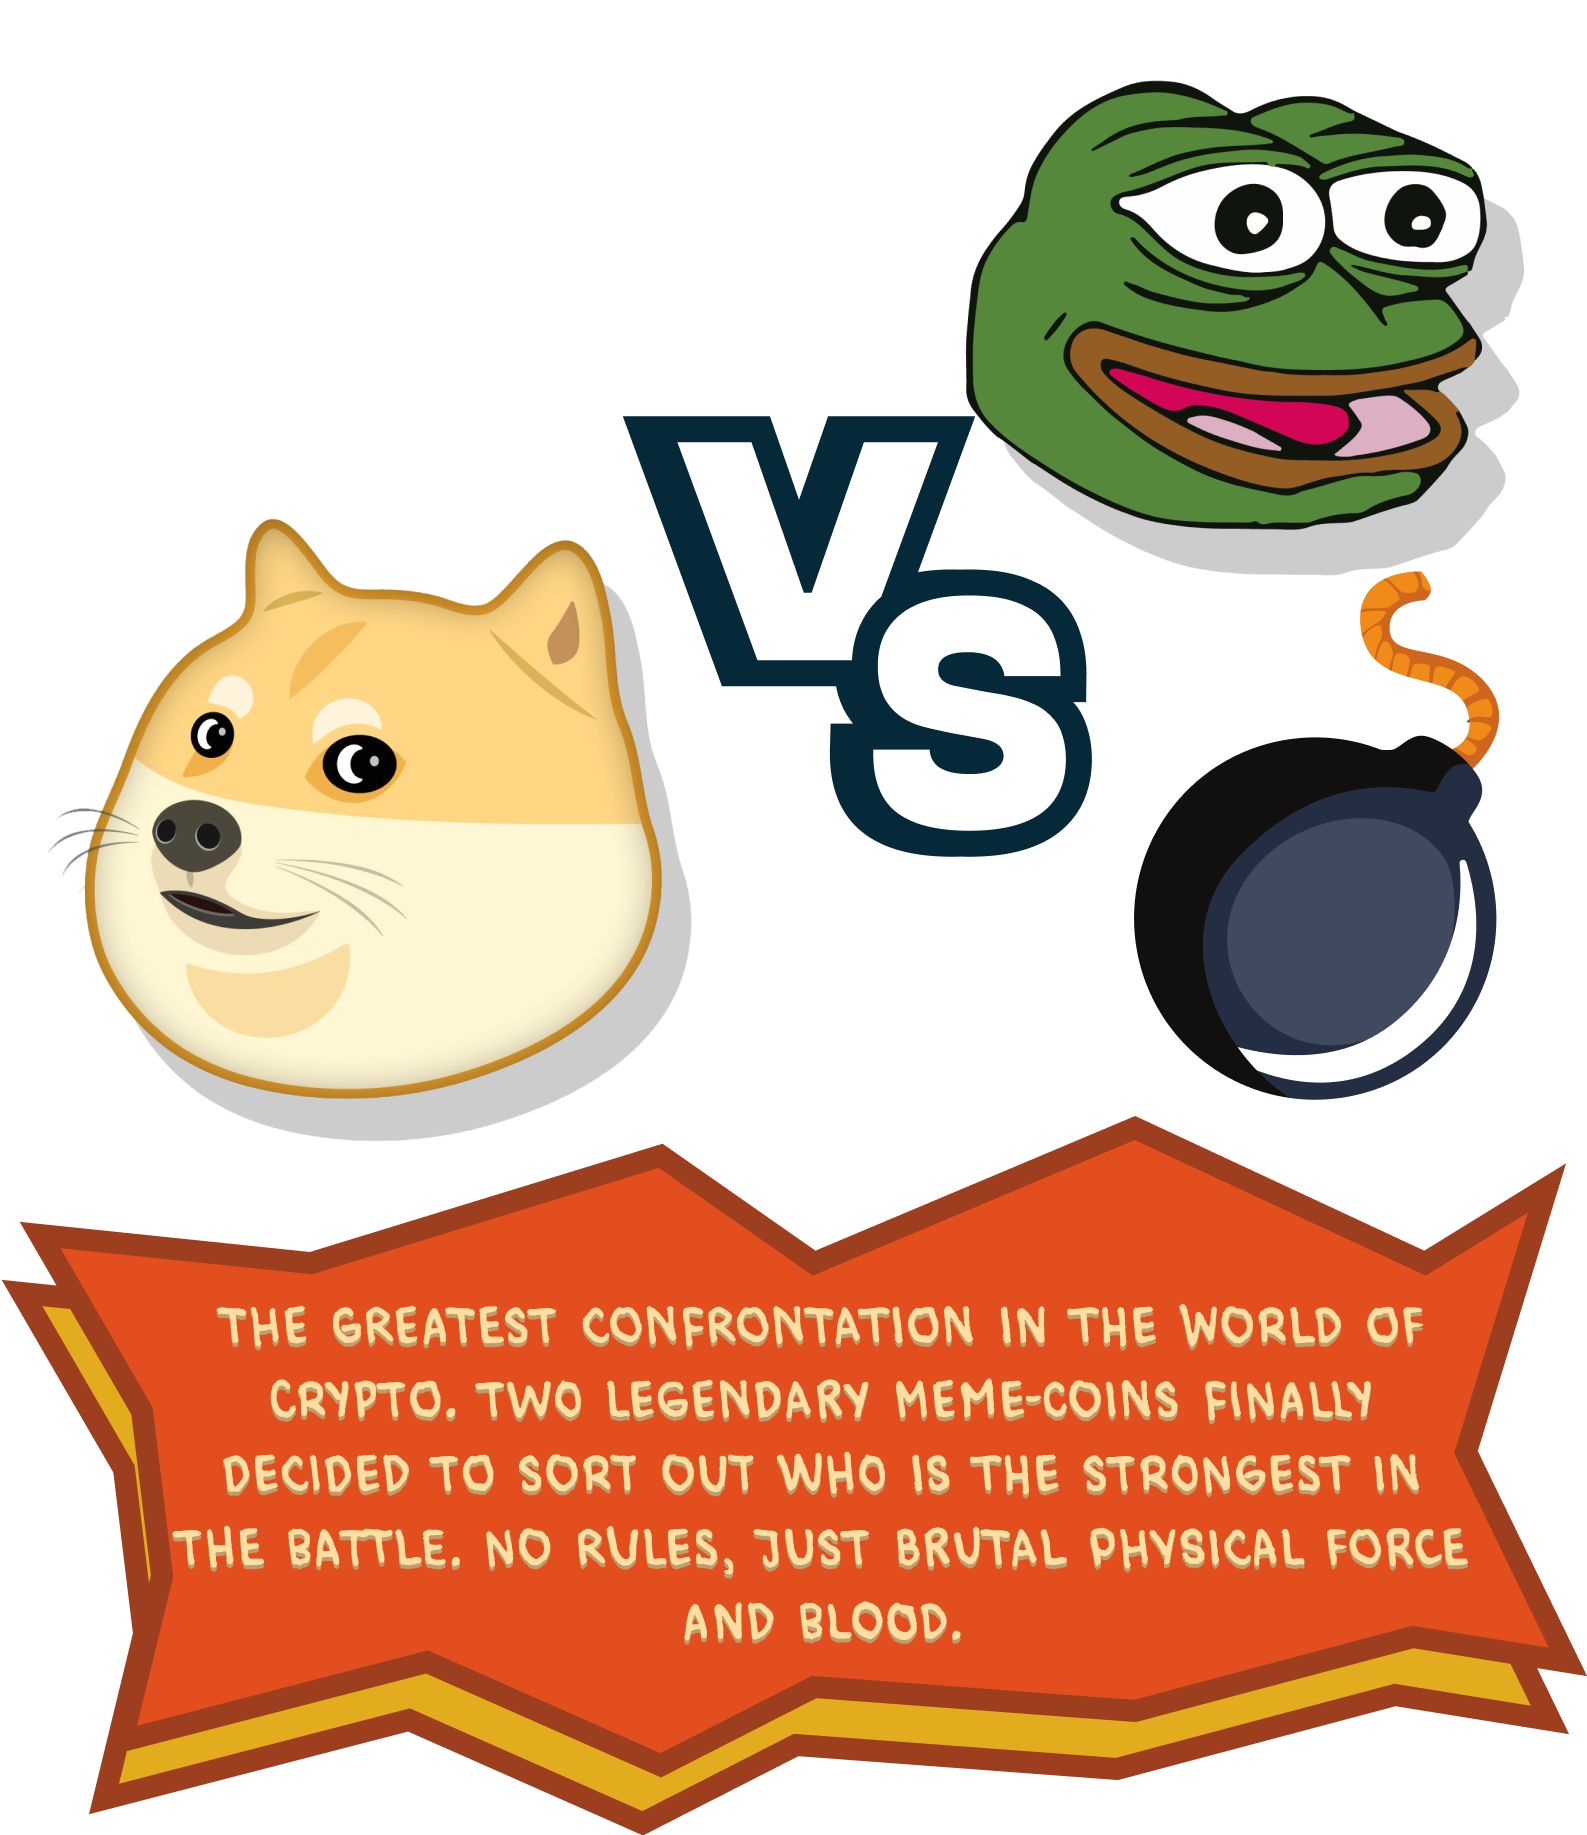 VS
THE GREATEST CONFRONTATION IN THE WORLD OF
CRYPTO. TWO LEGENDARY MEME-COINS FINALLY
DECIDED TO SORT OUT WHO IS THE STRONGEST IN
THE BATTLE. NO RULES, JUST BRUTAL PHYSICAL FORCE
AND BLOOD.